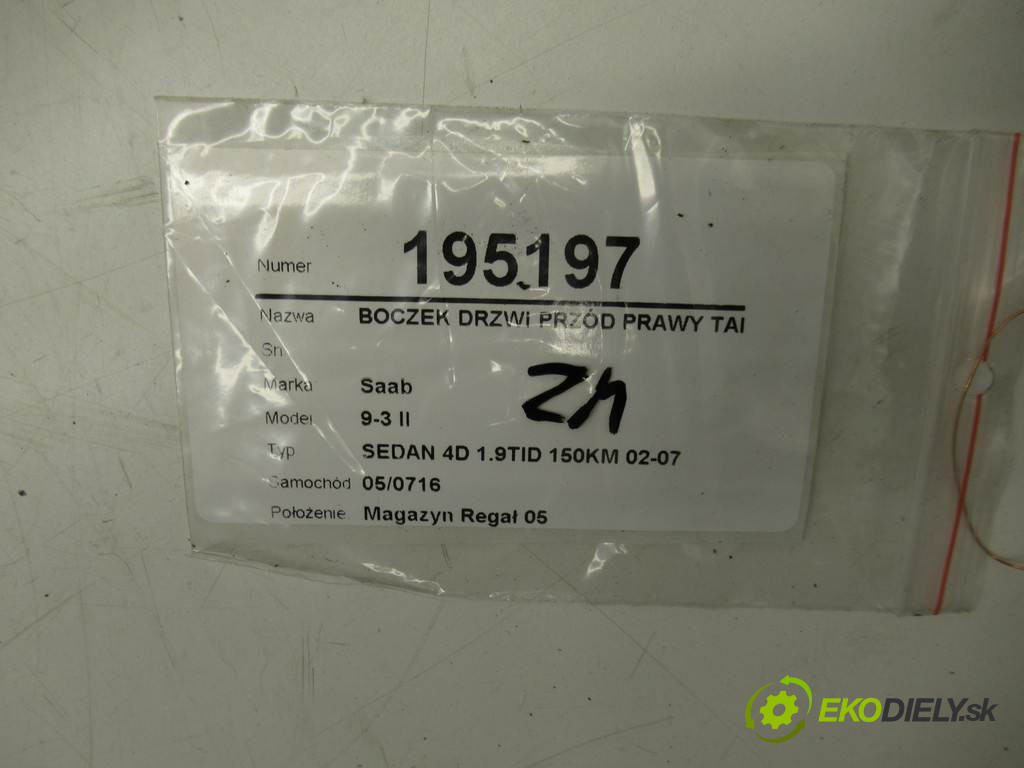 Numer 195197
Nazwa BOCZEK DRZWI PRZÓD PRAWY TAI
Sn
Marka Saab
Model 9-3 II
Typ SEDAN 4D 1.9TID 150KM 02-07
Samochód 05/0716
Położenie Magazyn Regał 05
EKODIELY.sk